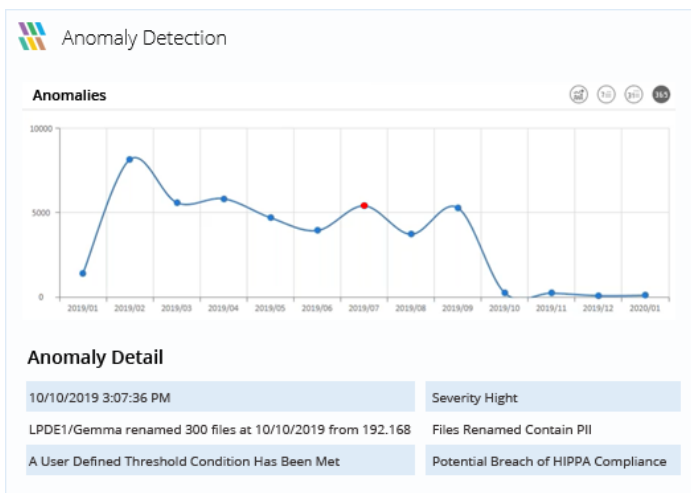 Anomaly Detection
Anomalies
365
10000
5000
0
2019/01 2019/02 2019/03 2019/04 2019/05 2019/06 2019/07 2019/08 2019/09 2019/10 2019/11 2019/12 2020/01
Anomaly Detail
10/10/2019 3:07:36 PM Severity Hight
LPDE1/Gemma renamed 300 files at 10/10/2019 from 192.168 Files Renamed Contain PII
A User Defined Threshold Condition Has Been Met Potential Breach of HIPPA Compliance